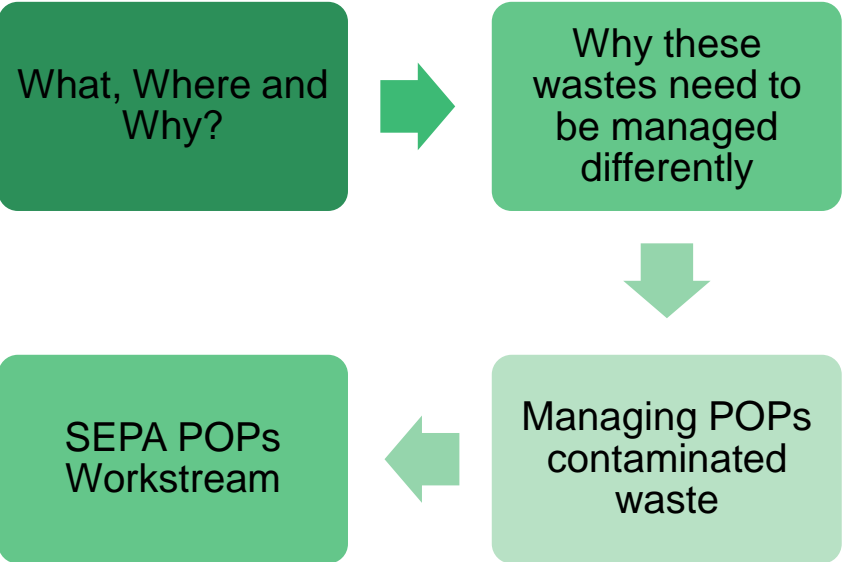 What, Where and
Why?
Why these
wastes need to
be managed
differently
Managing POPs
contaminated
waste
SEPA POPs
Workstream